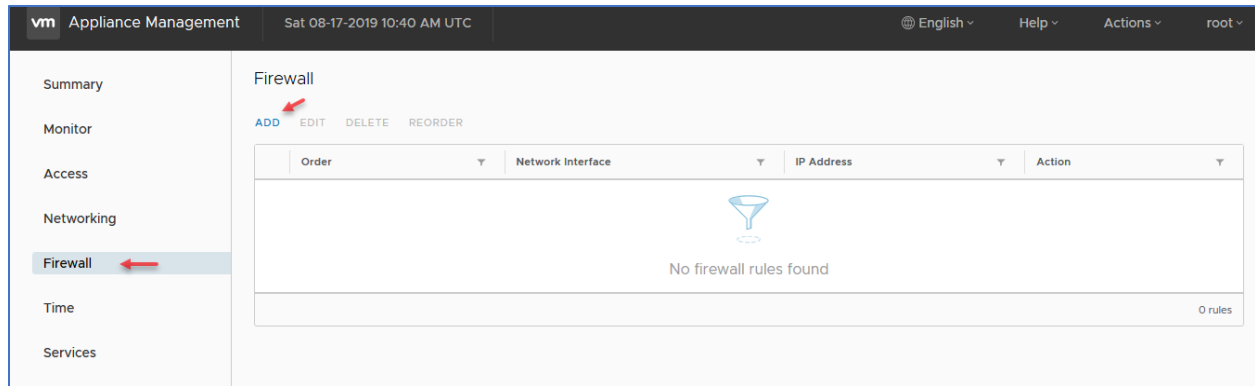 vm Appliance Management Sat 08-17-2019 10:40 AM UTC English Help Actions root
Summary
Monitor
Access
Networking
Firewall
Time
Services
Firewall
ADD EDIT DELETE REORDER
Order Network Interface IP Address Action
No firewall rules found
0 rules